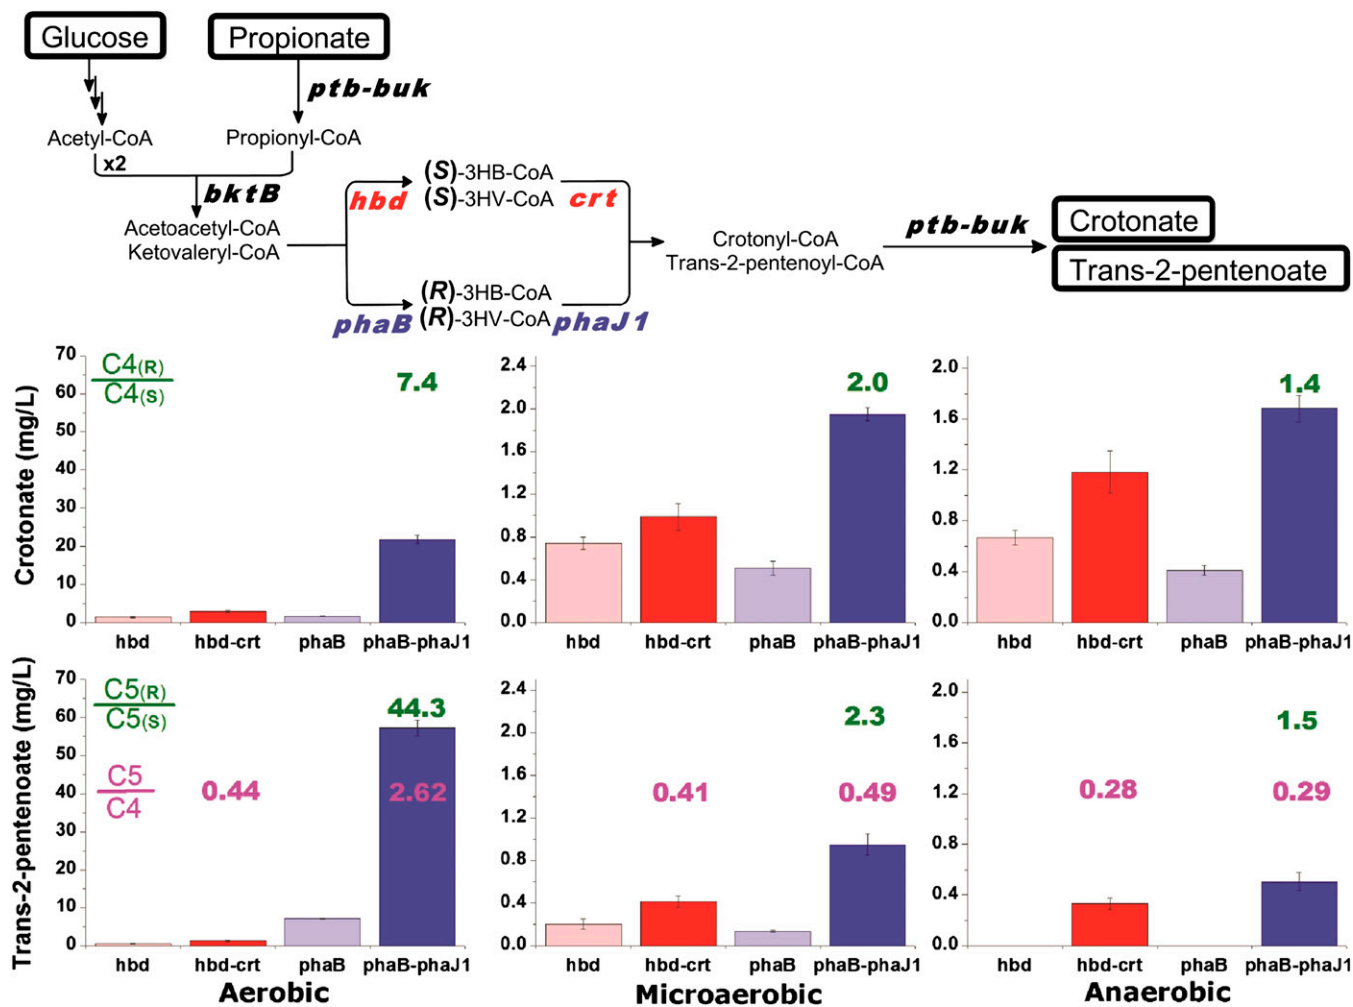 Glucose
Propionate
ptb-buk
Acetyl-CoA
Propionyl-CoA
x2
bktB
Acetoacetyl-CoA
Ketovaleryl-CoA
hbd
(S)-3HB-CoA
(S)-3HV-CoA
crt
phaB
(R)-3HB-CoA
(R)-3HV-CoA
phaJ1
Crotonyl-CoA
Trans-2-pentenoyl-CoA
ptb-buk
Crotonate
Trans-2-pentenoate
Crotonate (mg/L)
70
60
50
40
30
20
10
0
C4(R)
C4(S)
7.4
hbd
hbd-crt
phaB
phaB-phaJ1
2.4
2.0
1.6
1.2
0.8
0.4
0.0
2.0
hbd
hbd-crt
phaB
phaB-phaJ1
2.0
1.6
1.2
0.8
0.4
0.0
1.4
hbd
hbd-crt
phaB
phaB-phaJ1
Trans-2-pentenoate (mg/L)
70
60
50
40
30
20
10
0
C5(R)
C5(S)
44.3
C5
C4
0.44
2.62
hbd
hbd-crt
phaB
phaB-phaJ1
Aerobic
2.4
2.0
1.6
1.2
0.8
0.4
0.0
2.3
0.41
0.49
hbd
hbd-crt
phaB
phaB-phaJ1
Microaerobic
2.0
1.6
1.2
0.8
0.4
0.0
1.5
0.28
0.29
hbd
hbd-crt
phaB
phaB-phaJ1
Anaerobic